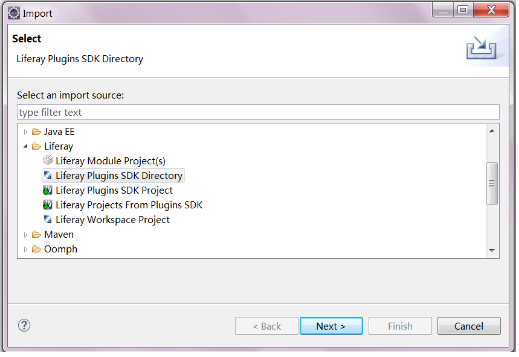 Import
Select
Liferay Plugins SDK Directory
Select an import source:
type filter text
Java EE
Liferay
Liferay Module Project(s)
Liferay Plugins SDK Directory
Liferay Plugins SDK Project
Liferay Projects From Plugins SDK
Liferay Workspace Project
Maven
Oomph
?
< Back
Next >
Finish
Cancel